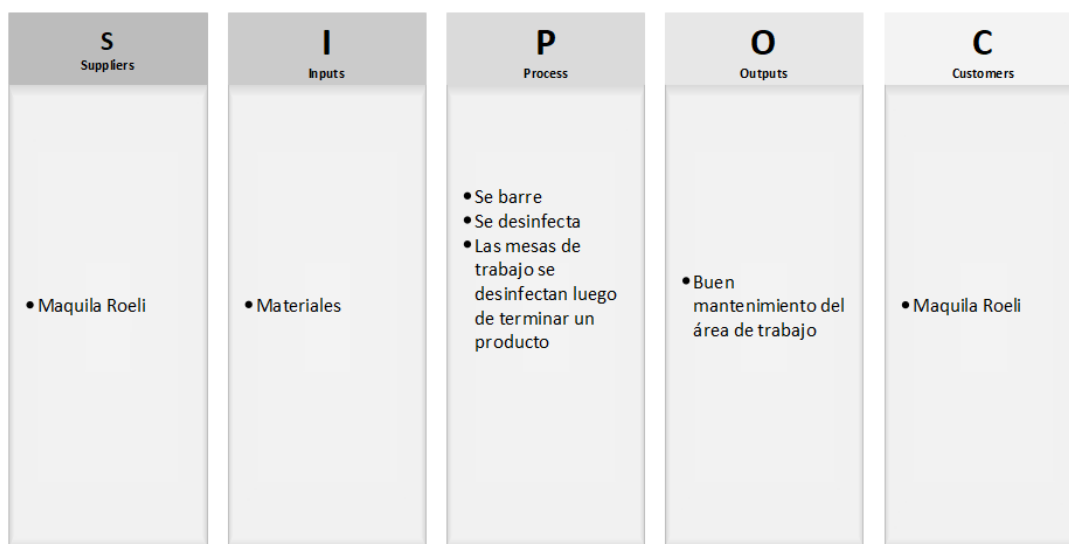 S
Suppliers
• Maquila Roeli
I
Inputs
• Materiales
P
Process
• Se barre
• Se desinfecta
• Las mesas de
trabajo se
desinfectan luego
de terminar un
producto
O
Outputs
• Buen
mantenimiento del
área de trabajo
C
Customers
• Maquila Roeli